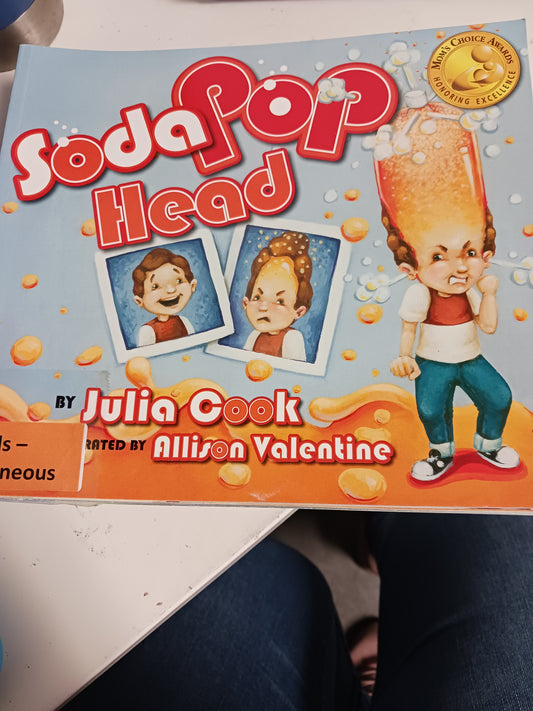 MOM'S CHOICE AWARDS
HONORING EXCELLENCE
Soda Pop
Head
BY Julia Cook
RATED BY Allison Valentine
ls –
neous